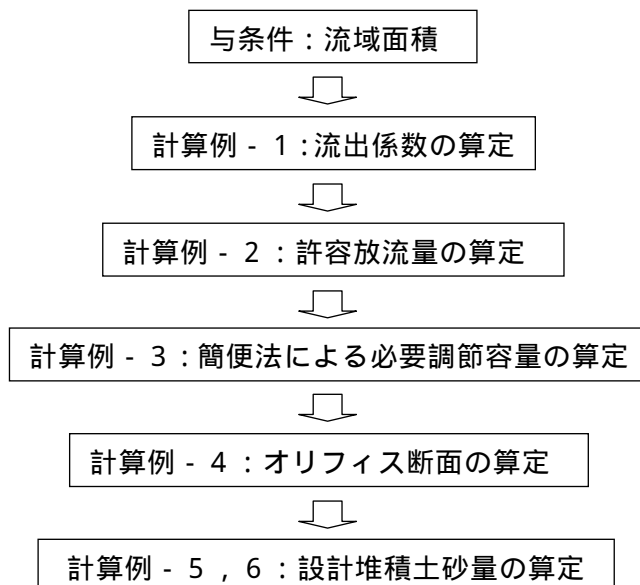 与条件：流域面積
計算例 - 1：流出係数の算定
計算例 - 2：許容放流量の算定
計算例 - 3：簡便法による必要調節容量の算定
計算例 - 4：オリフィス断面の算定
計算例 - 5，6：設計堆積土砂量の算定